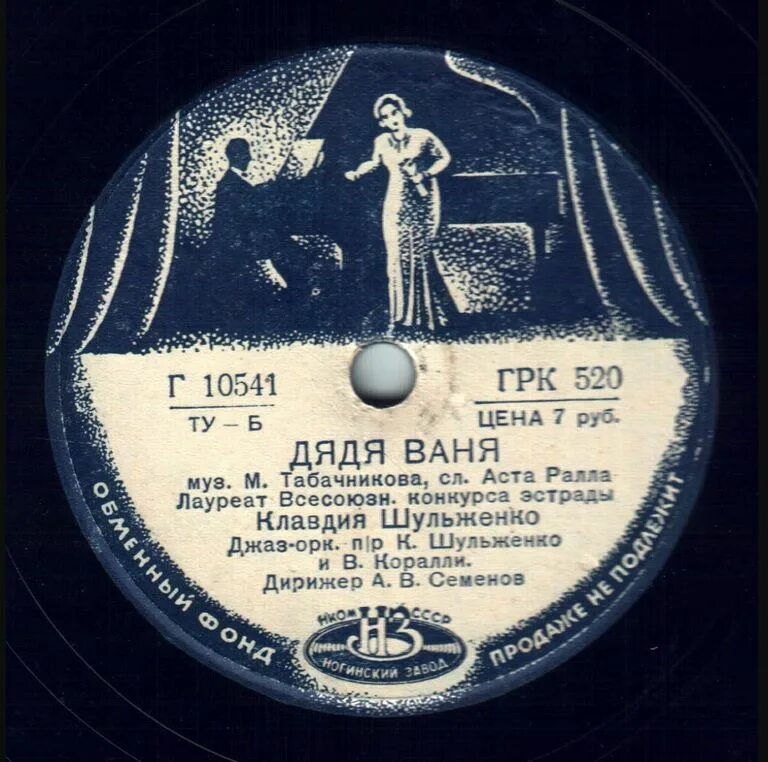 Г 10541
ГРК 520
ТУ – Б
ЦЕНА 7 руб.
ДЯДЯ ВАНЯ
муз. М. Табачникова, сл. Аста Ралла
Лауреат Всесоюзн. конкурса эстрады
Клавдия Шульженко
Джаз-орк. п/р К. Шульженко
и В. Коралли.
Дирижер А. В. Семенов
ОБМЕННЫЙ ФОНД
ПРОДАЖЕ НЕ ПОДЛЕЖИТ
СССР
НЗ
НОГИНСКИЙ ЗАВОД